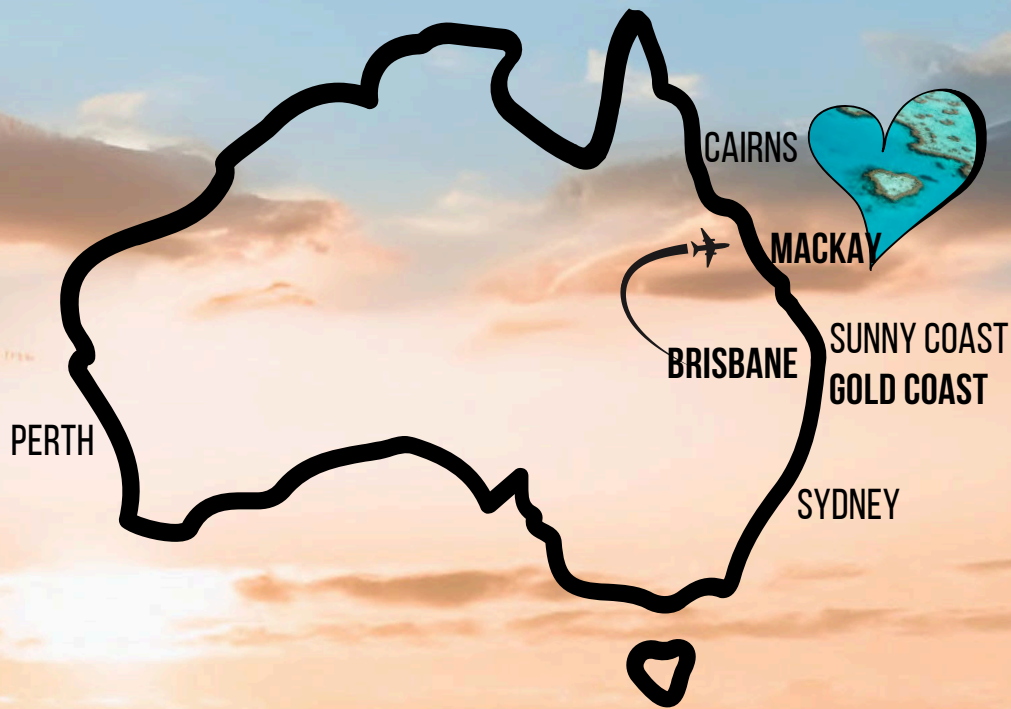 CAIRNS
MACKAY
SUNNY COAST
BRISBANE
GOLD COAST
PERTH
SYDNEY